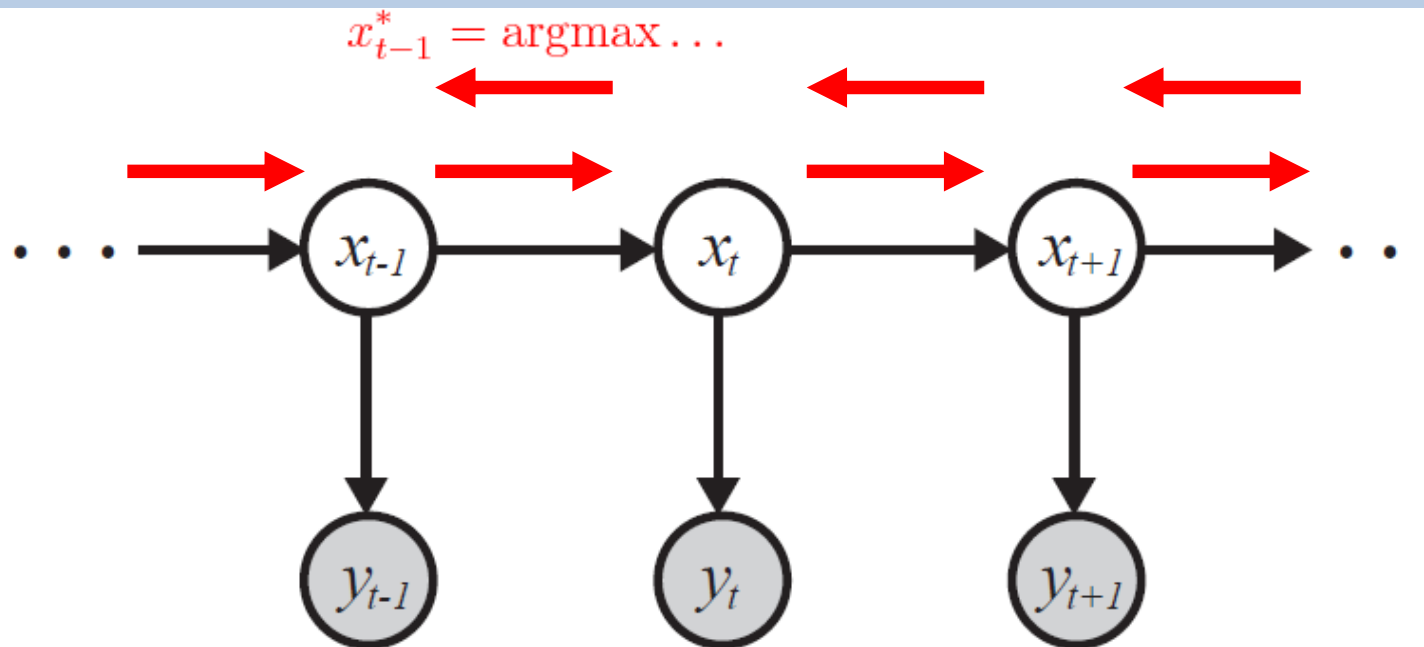 x*_{t-1} = argmax ...
... x_{t-1} x_t x_{t+1} ..
y_{t-1} y_t y_{t+1}